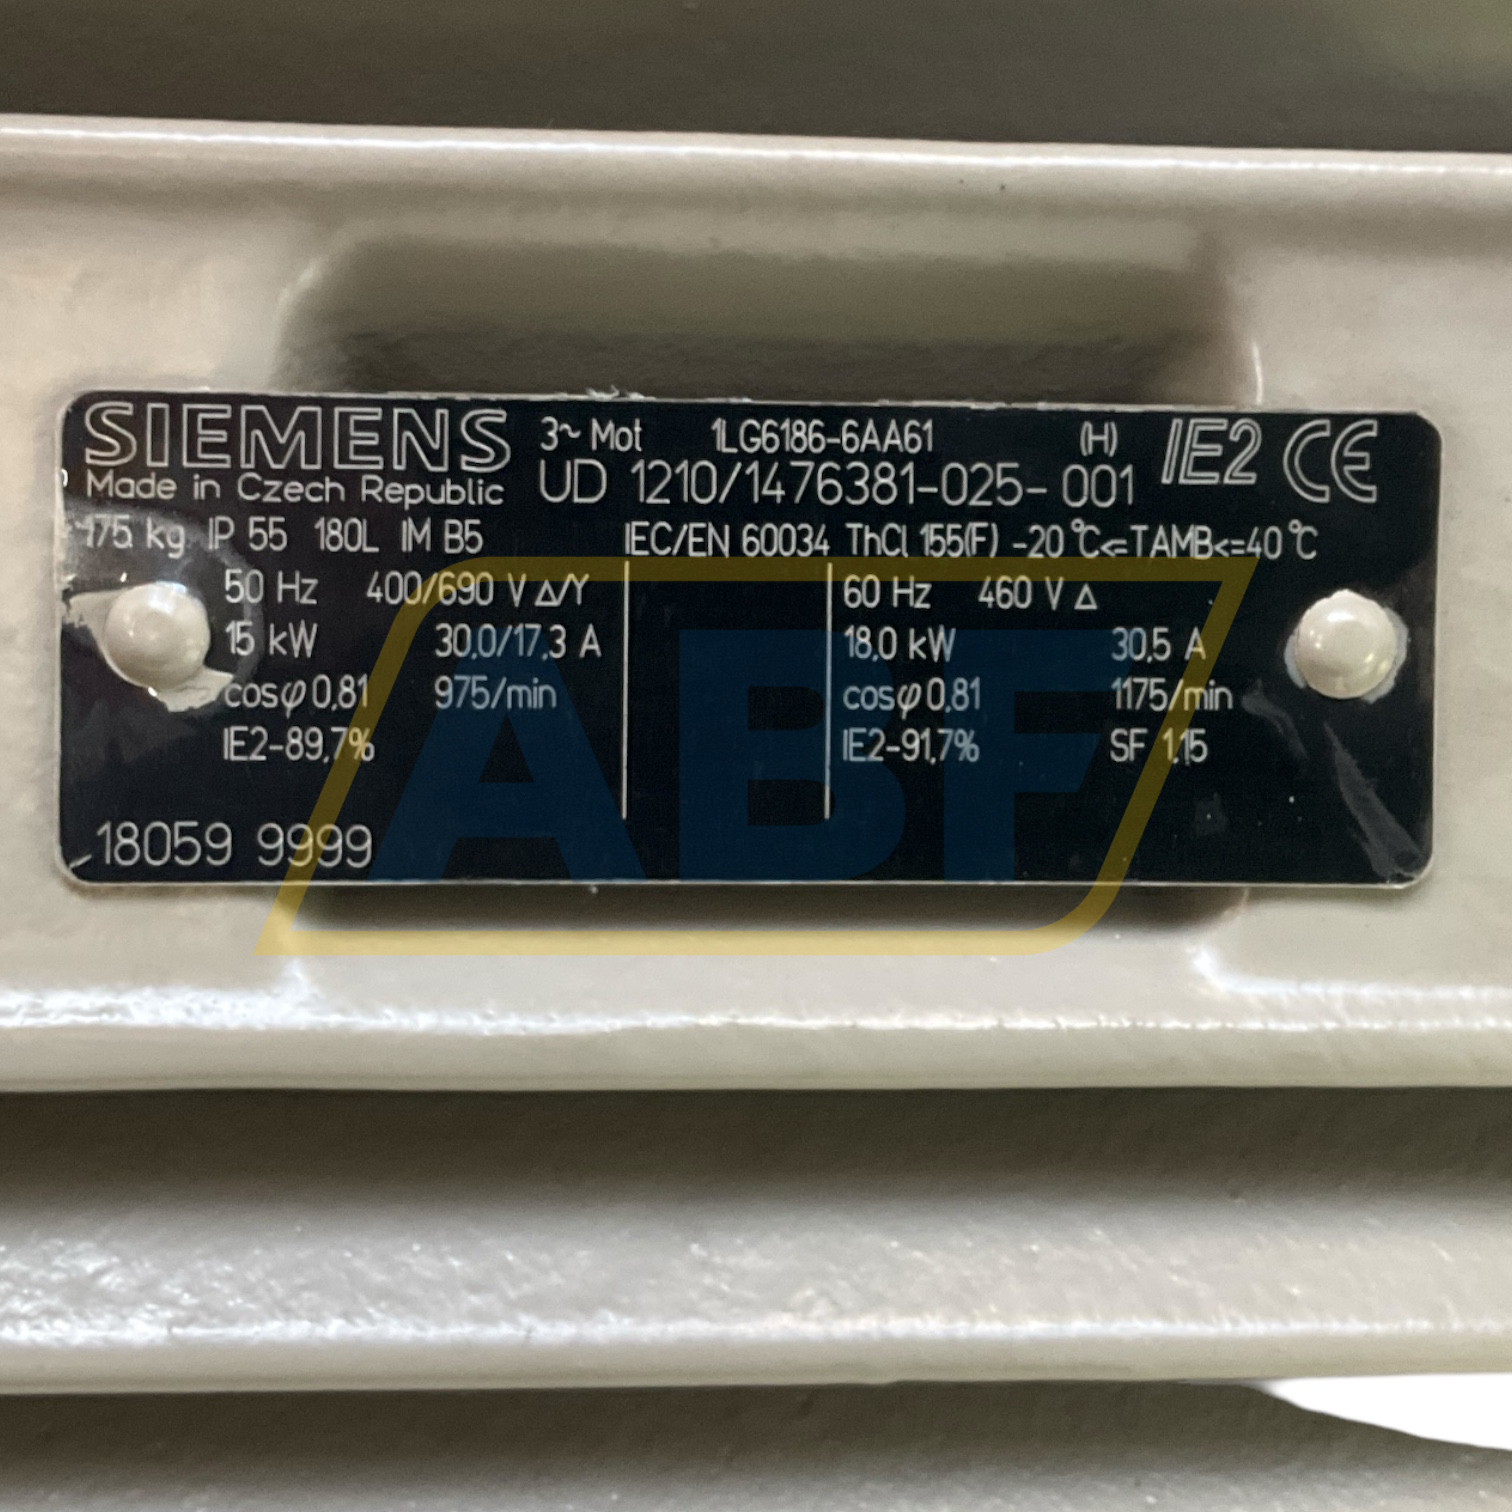 SIEMENS 3~ Mot 1LG6186-6AA61 (H) IE2 CE
Made in Czech Republic UD 1210/1476381-025-001
175 kg IP 55 180L IM B5 IEC/EN 60034 ThCl 155(F) -20°C<=TAMB<=40°C
50 Hz 400/690 V Δ/Y 60 Hz 460 V Δ
15 kW 30,0/17,3 A 18,0 kW 30,5 A
cosφ 0,81 975/min cosφ 0,81 1175/min
IE2-89,7% IE2-91,7% SF 1,15
18059 9999
ABF